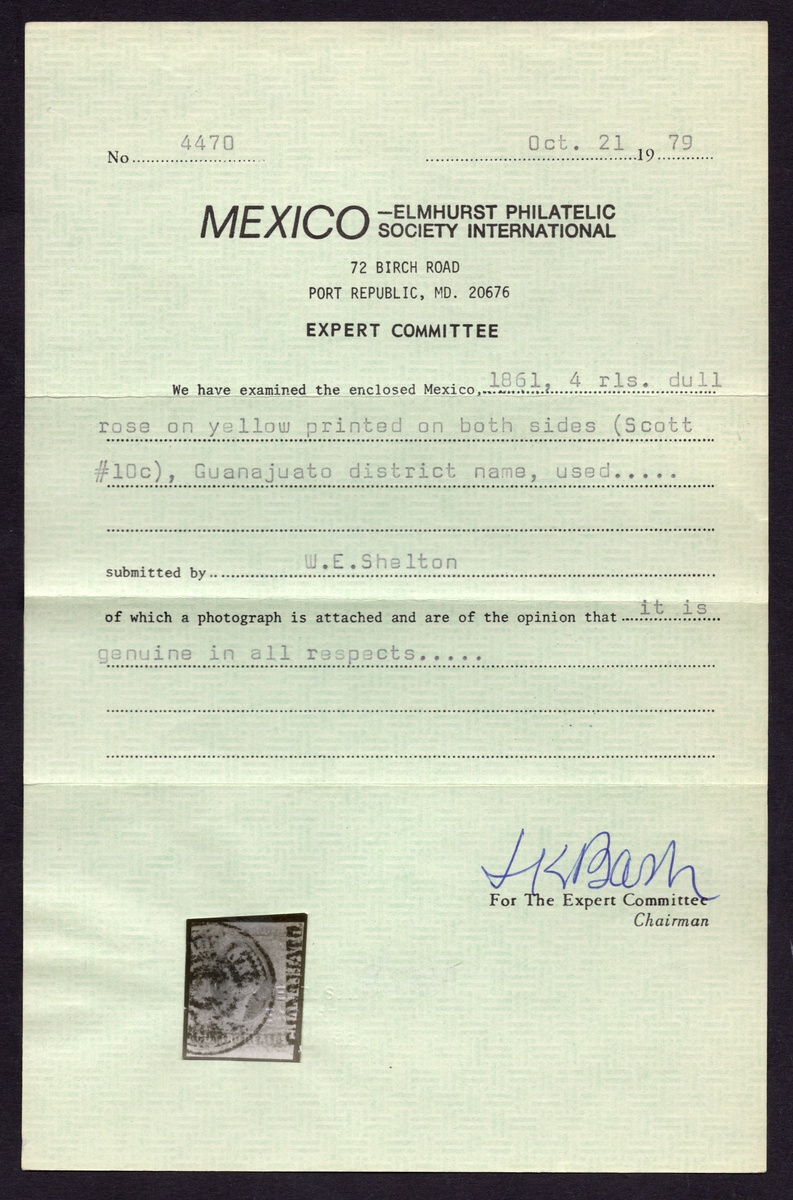 No. 4470 Oct. 21 19 79
MEXICO —ELMHURST PHILATELIC
SOCIETY INTERNATIONAL
72 BIRCH ROAD
PORT REPUBLIC, MD. 20676
EXPERT COMMITTEE
We have examined the enclosed Mexico, 1861, 4 rls. dull
rose on yellow printed on both sides (Scott
#10c), Guanajuato district name, used.....
submitted by W.E.Shelton
of which a photograph is attached and are of the opinion that it is
genuine in all respects.....
For The Expert Committee
Chairman